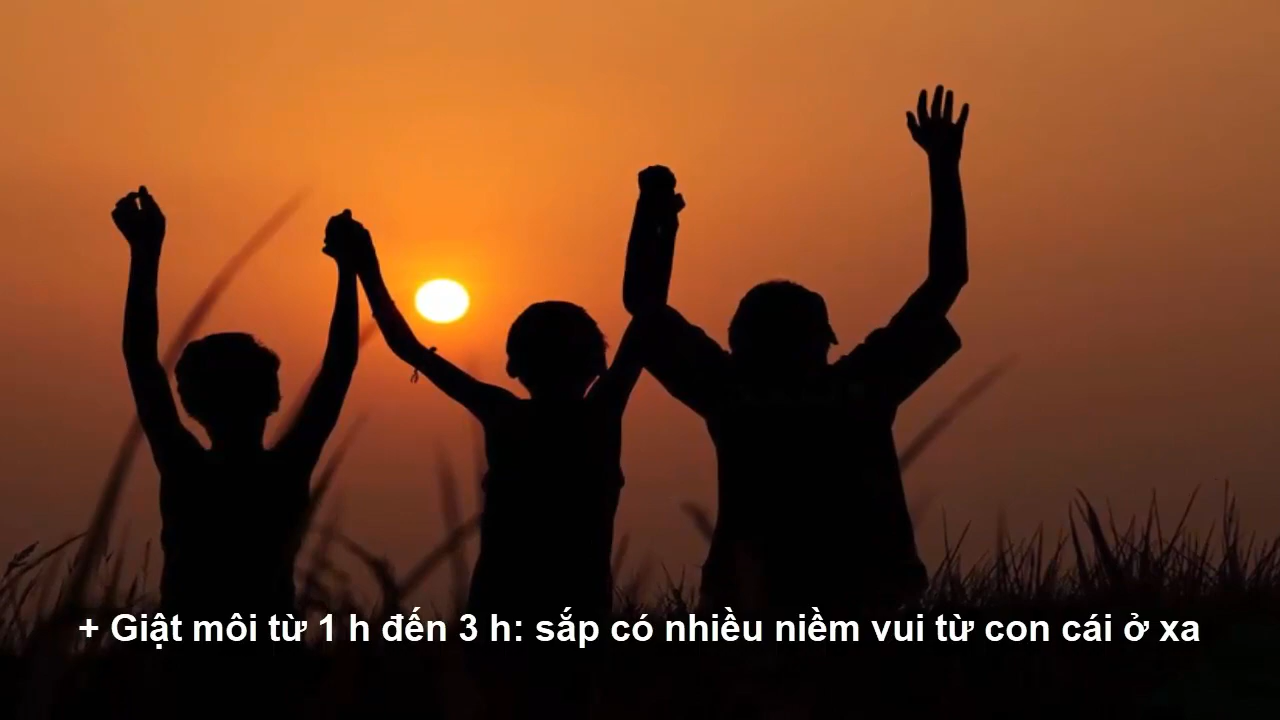 + Giật môi từ 1 h đến 3 h: sắp có nhiều niềm vui từ con cái ở xa